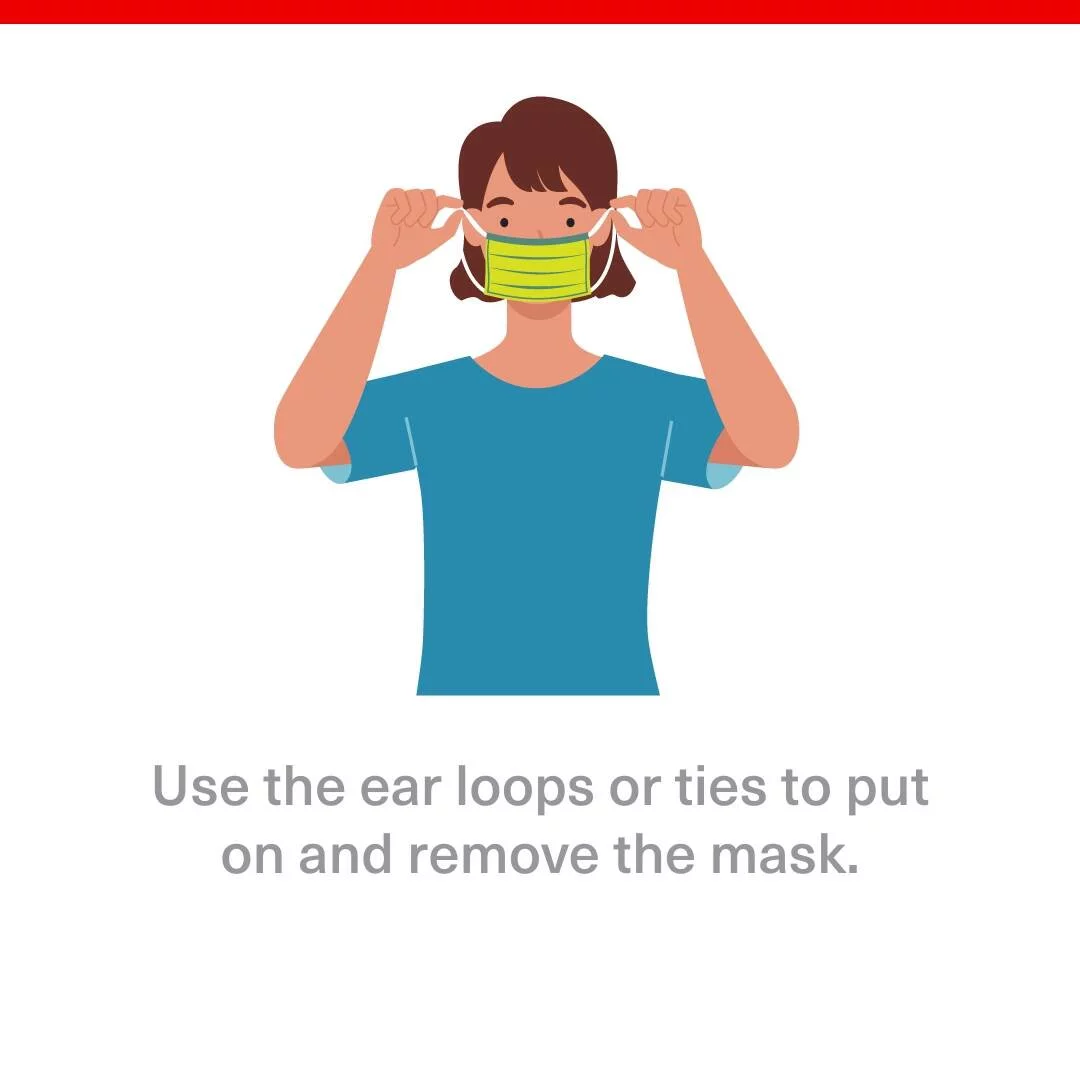 Use the ear loops or ties to put
on and remove the mask.